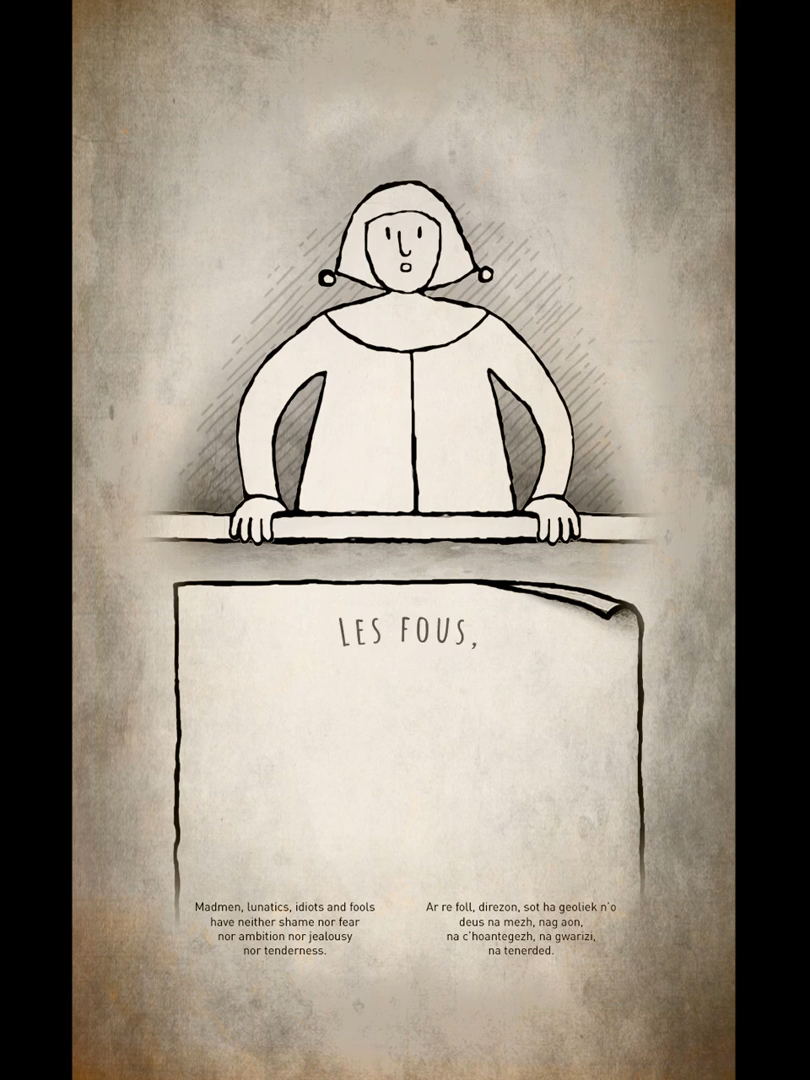 LES FOUS,
Madmen, lunatics, idiots and fools
have neither shame nor fear
nor ambition nor jealousy
nor tenderness.
Ar re foll, direzon, sot ha geoliek n'o
deus na mezh, nag aon,
na c'hoantegezh, na gwarizi,
na tenerded.